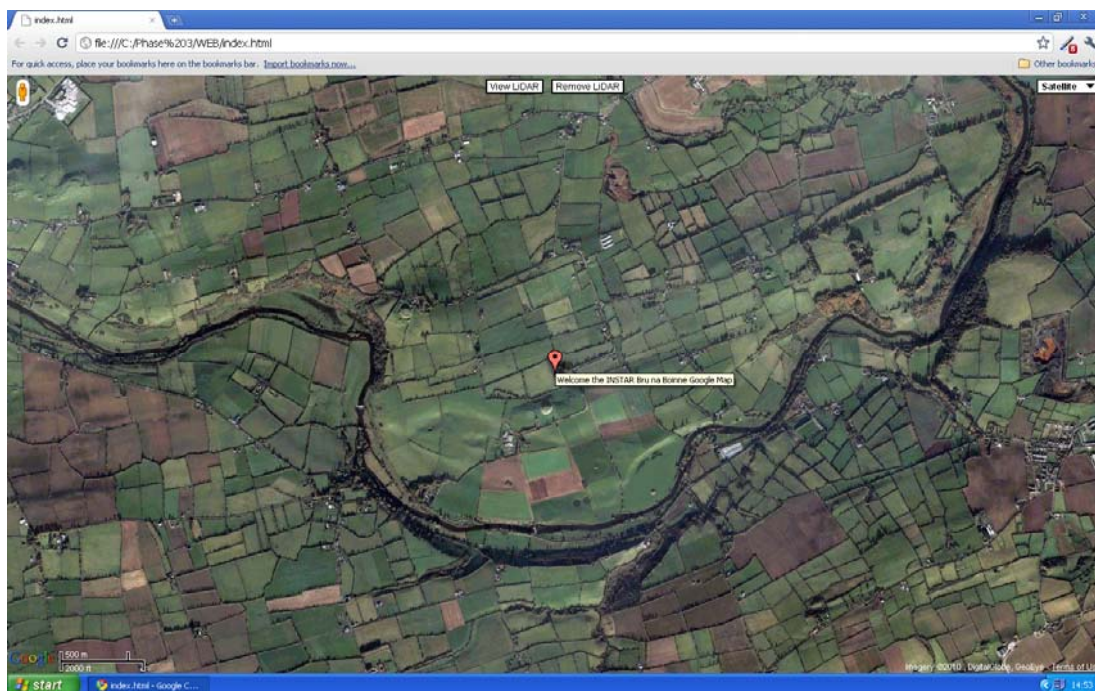 index.html
file:///C:/Phase%203/WEB/index.html
For quick access, place your bookmarks here on the bookmarks bar. Import bookmarks now...
Other bookmarks
View LiDAR
Remove LiDAR
Satellite
Welcome the INSTAR Bru na Boinne Google Map
Google
500 m
2000 ft
Imagery ©2010, DigitalGlobe, GeoEye - Terms of Us
start
index.html - Google C...
14:53